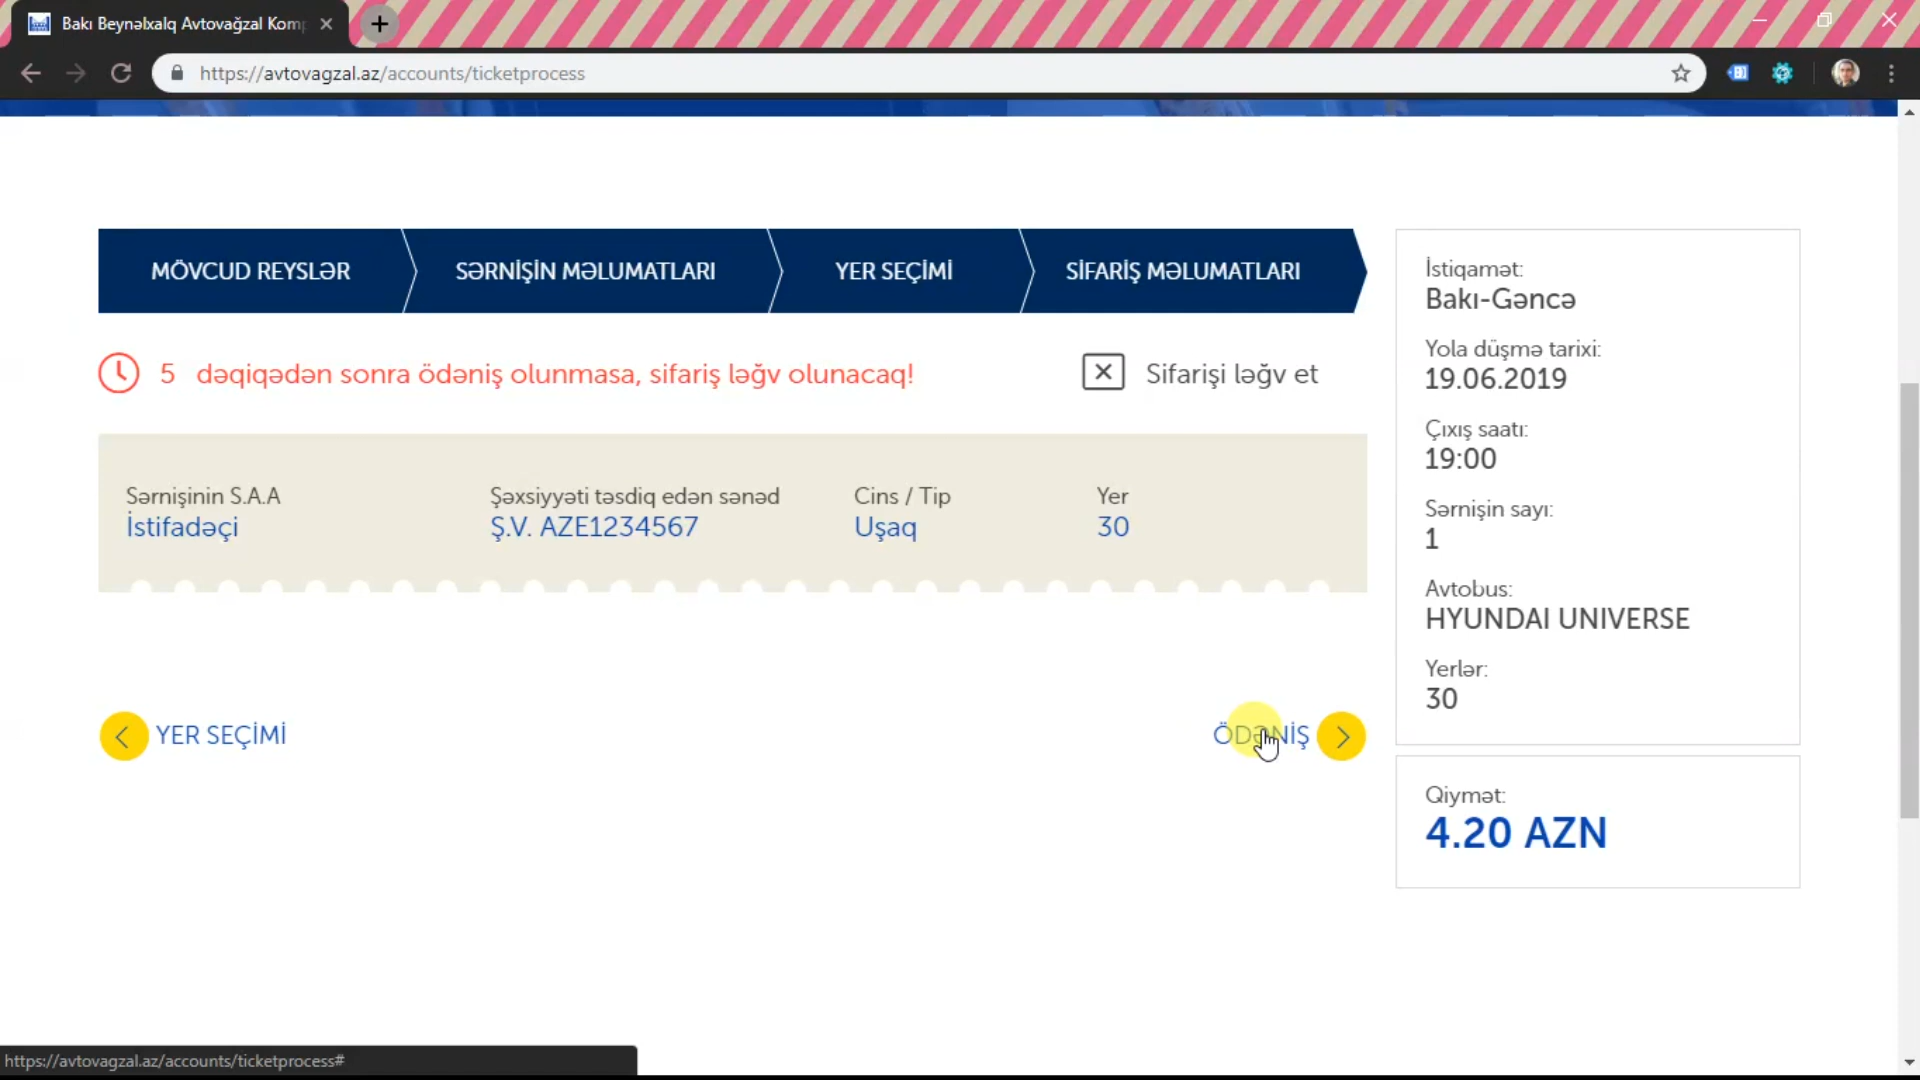 Bakı Beynəlxalq Avtovağzal Kom
https://avtovagzal.az/accounts/ticketprocess
MÖVCUD REYSLƏR
SƏRNİŞİN MƏLUMATLARI
YER SEÇİMİ
SİFARİŞ MƏLUMATLARI
5 dəqiqədən sonra ödəniş olunmasa, sifariş ləğv olunacaq!
Sifarişi ləğv et
Sərnişinin S.A.A
İstifadəçi
Şəxsiyyəti təsdiq edən sənəd
Ş.V. AZE1234567
Cins / Tip
Uşaq
Yer
30
YER SEÇİMİ
ÖDƏNİŞ
İstiqamət:
Bakı-Gəncə
Yola düşmə tarixi:
19.06.2019
Çıxış saatı:
19:00
Sərnişin sayı:
1
Avtobus:
HYUNDAI UNIVERSE
Yerlər:
30
Qiymət:
4.20 AZN
https://avtovagzal.az/accounts/ticketprocess#